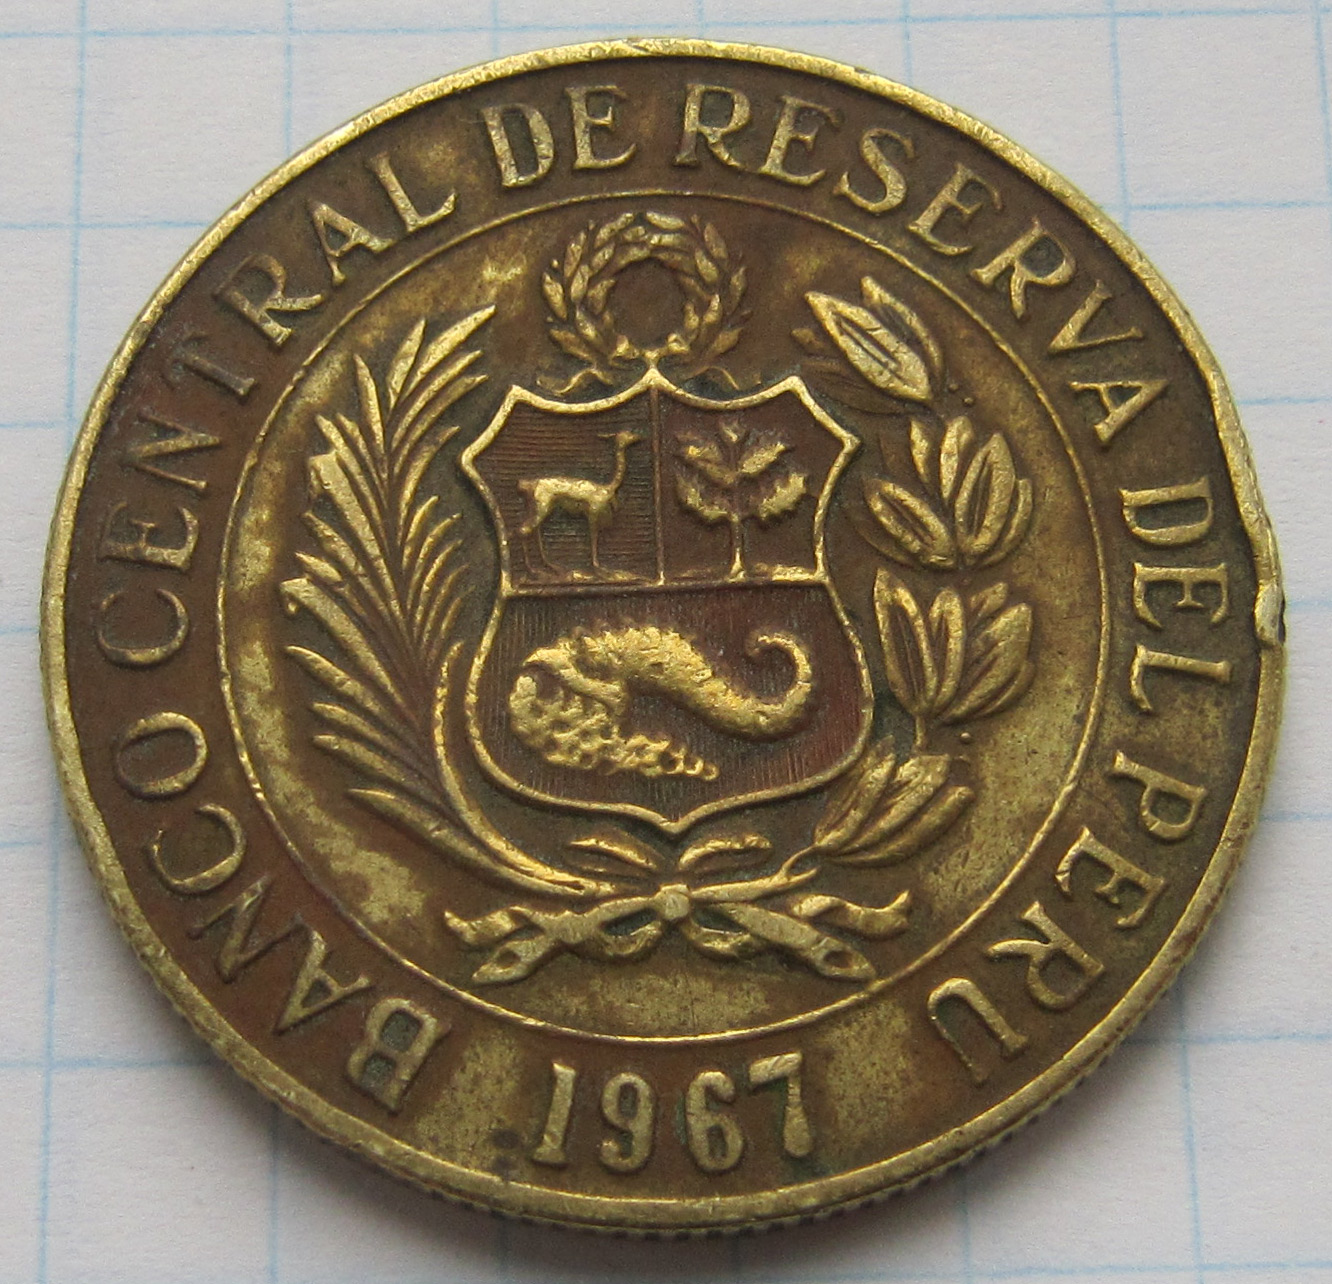 BANCO CENTRAL DE RESERVA DEL PERU
1967